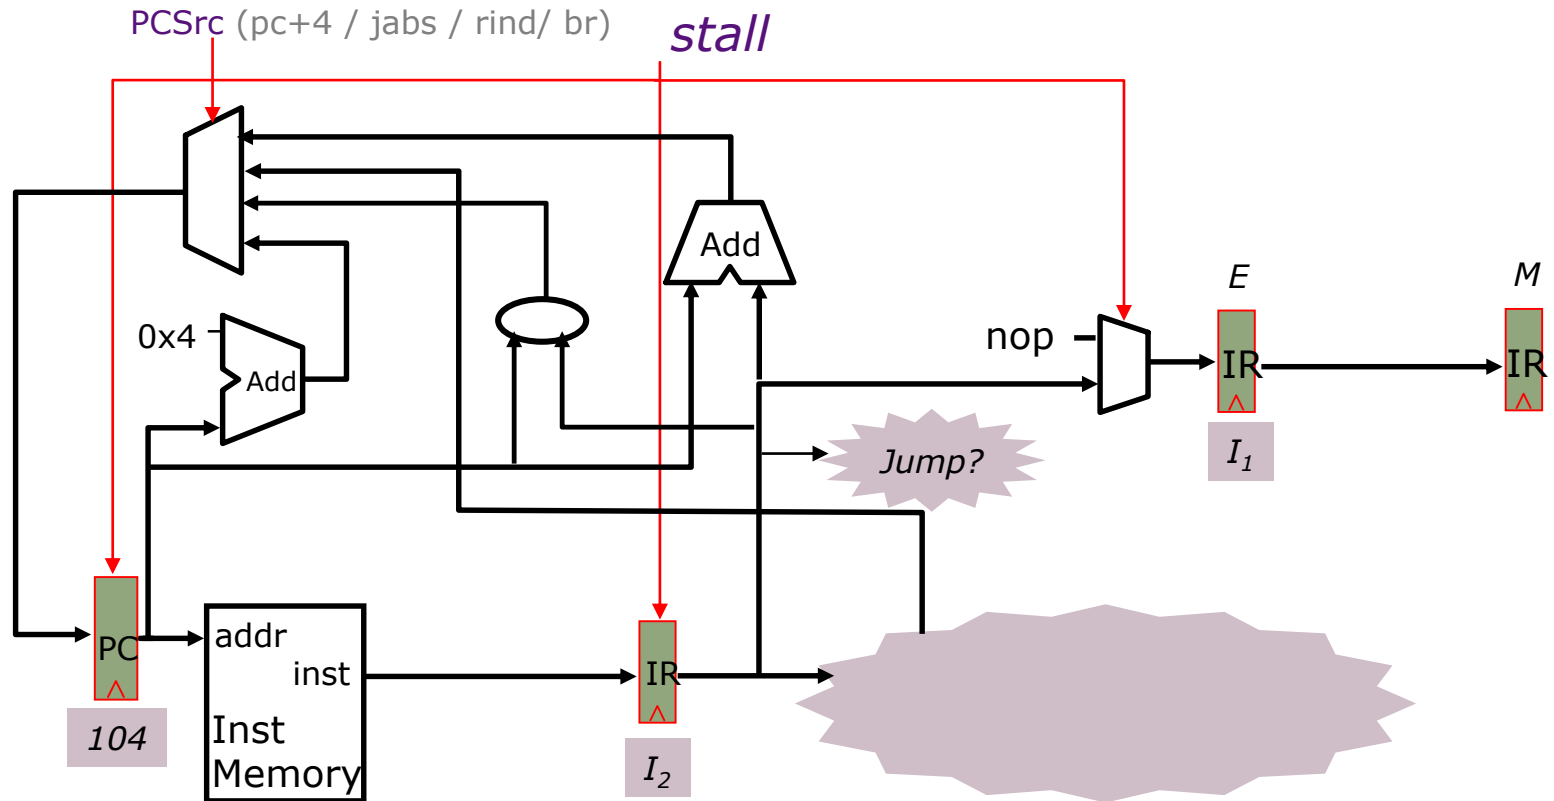 PCSrc (pc+4 / jabs / rind/ br)
stall
Add
E
M
0x4
Add
nop
IR
IR
Jump?
I1
PC
addr
inst
IR
Inst
Memory
104
I2